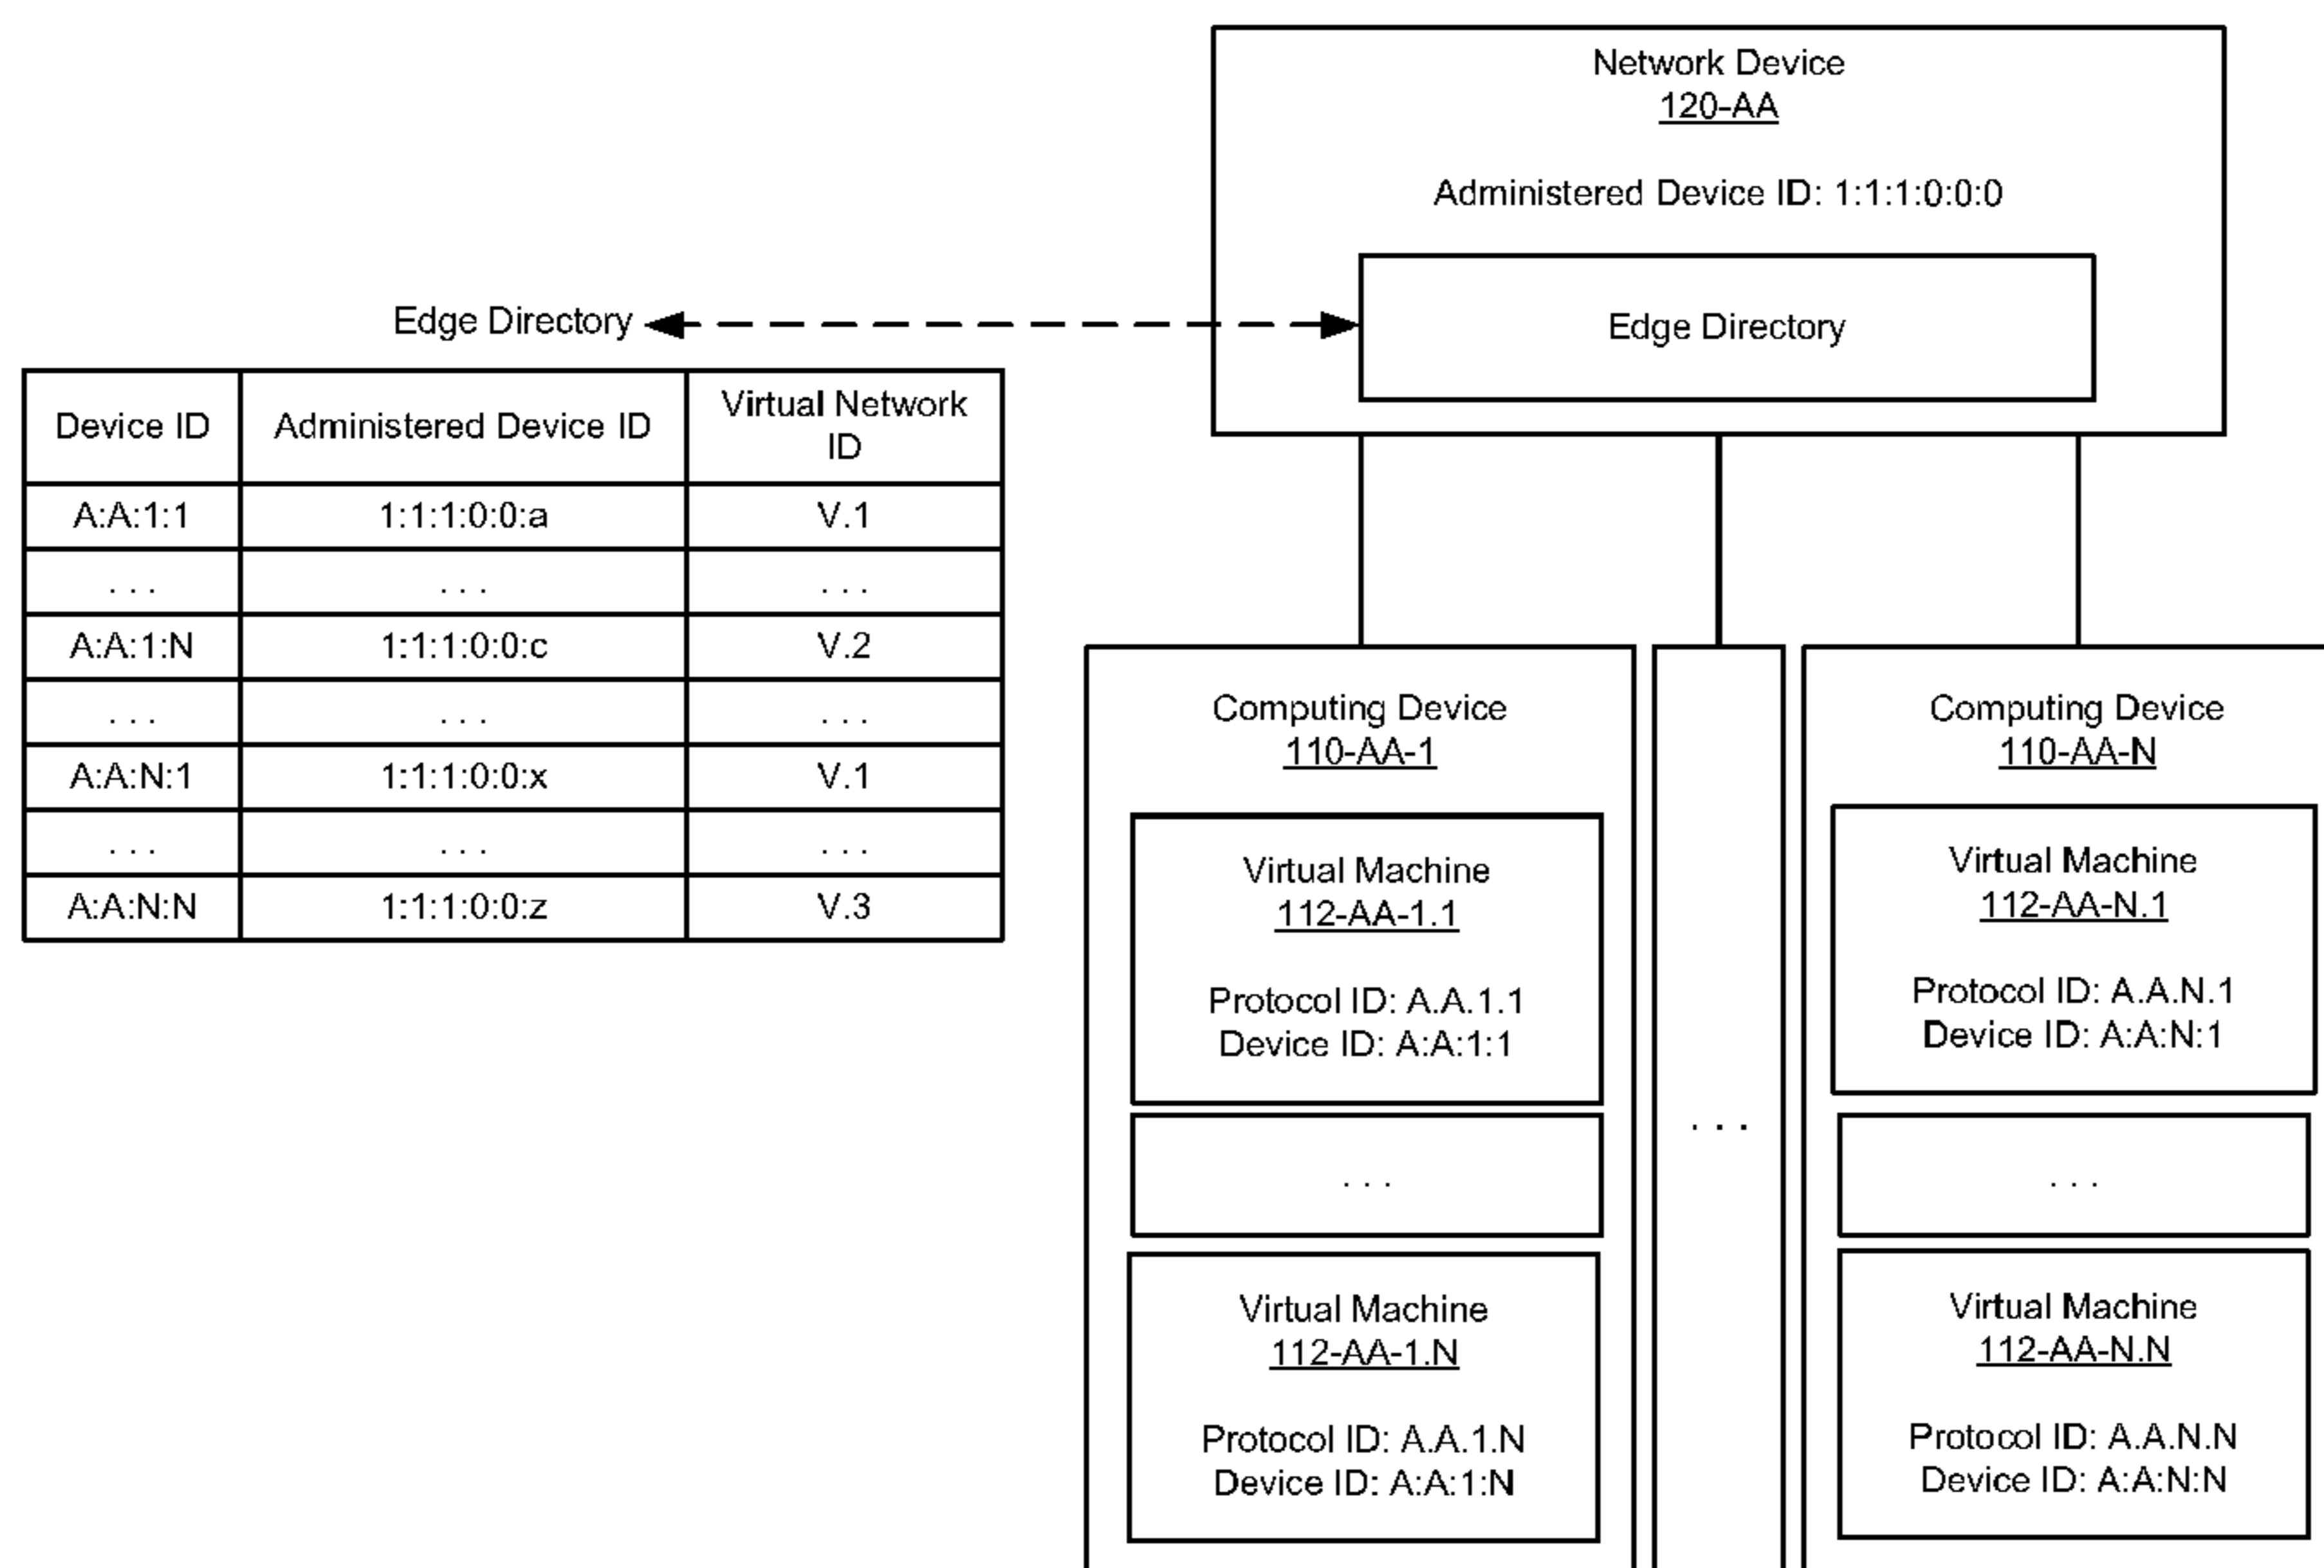 Network Device
120-AA
Administered Device ID: 1:1:1:0:0:0
Edge Directory
Edge Directory
Device ID Administered Device ID Virtual Network ID
A:A:1:1 1:1:1:0:0:a V.1
. . . . . . . . .
A:A:1:N 1:1:1:0:0:c V.2
. . . . . . . . .
A:A:N:1 1:1:1:0:0:x V.1
. . . . . . . . .
A:A:N:N 1:1:1:0:0:z V.3
Computing Device
110-AA-1
Virtual Machine
112-AA-1.1
Protocol ID: A.A.1.1
Device ID: A:A:1:1
. . .
Virtual Machine
112-AA-1.N
Protocol ID: A.A.1.N
Device ID: A:A:1:N
. . .
Computing Device
110-AA-N
Virtual Machine
112-AA-N.1
Protocol ID: A.A.N.1
Device ID: A:A:N:1
. . .
Virtual Machine
112-AA-N.N
Protocol ID: A.A.N.N
Device ID: A:A:N:N